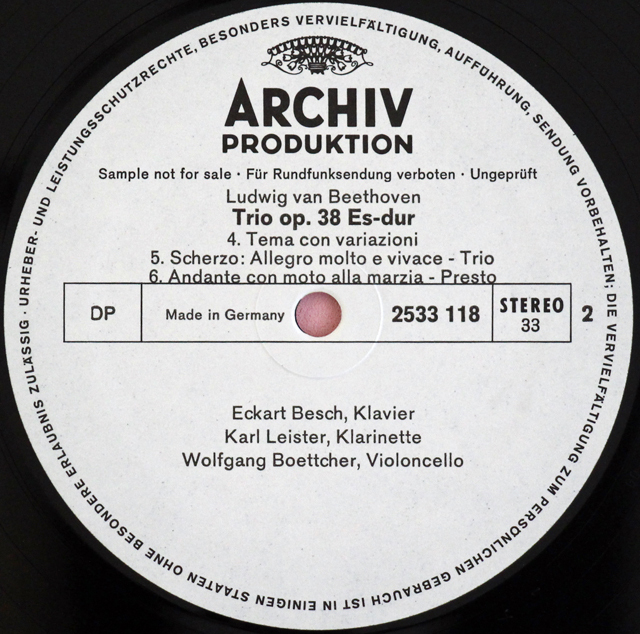 URHEBER- UND LEISTUNGSSCHUTZRECHTE, BESONDERS VERVIELFÄLTIGUNG, AUFFÜHRUNG, SENDUNG VORBEHALTEN; DIE VERVIELFÄLTIGUNG ZUM PERSÖNLICHEN GEBRAUCH IST IN EINIGEN STAATEN OHNE BESONDERE ERLAUBNIS ZULÄSSIG ·
ARCHIV
PRODUKTION
Sample not for sale · Für Rundfunksendung verboten · Ungeprüft
Ludwig van Beethoven
Trio op. 38 Es-dur
4. Tema con variazioni
5. Scherzo: Allegro molto e vivace - Trio
6. Andante con moto alla marzia - Presto
DP
Made in Germany
2533 118
STEREO
33
2
Eckart Besch, Klavier
Karl Leister, Klarinette
Wolfgang Boettcher, Violoncello